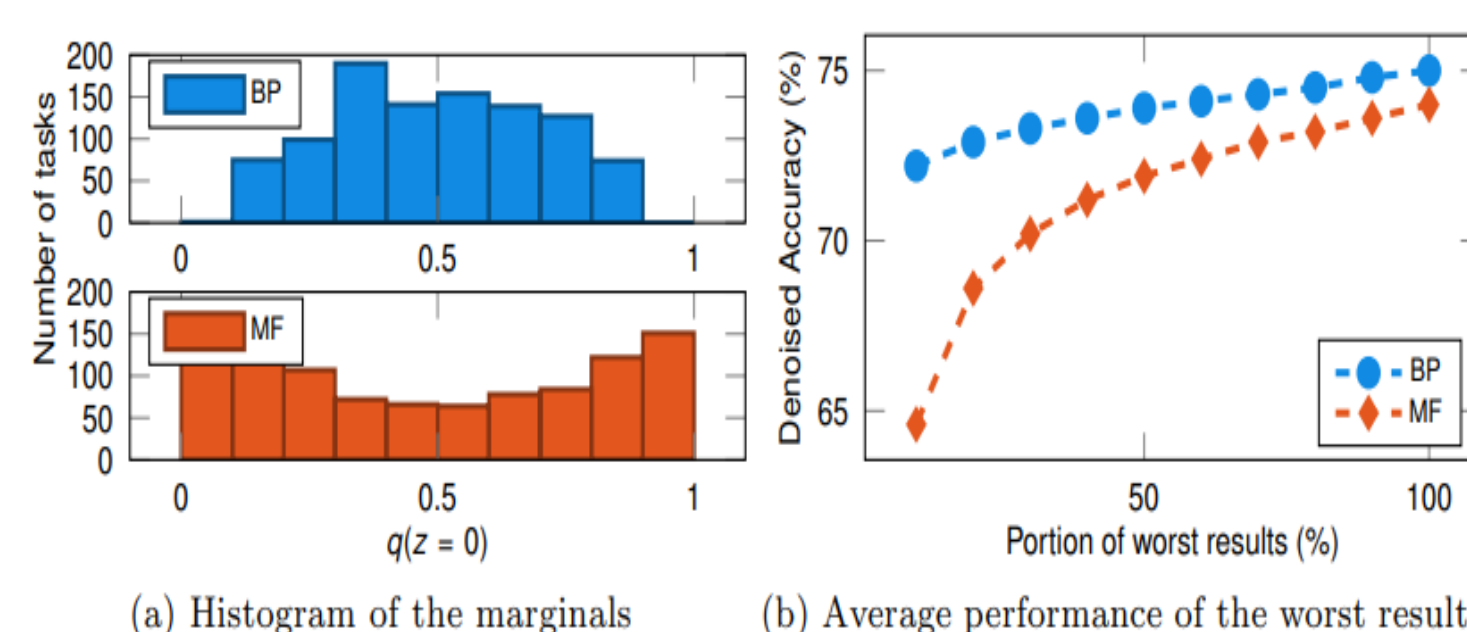 200
150
100
50
0
BP
0 0.5 1
Number of tasks
200
150
100
50
0
MF
0 0.5 1
q(z = 0)
(a) Histogram of the marginals
Denoised Accuracy (%)
75
70
65
BP
MF
50 100
Portion of worst results (%)
(b) Average performance of the worst result